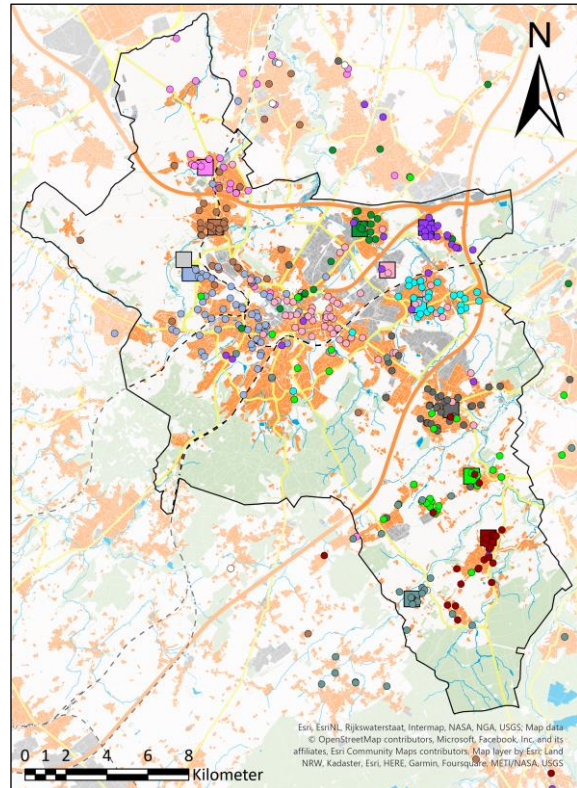 N
Esri, EsriNL, Rijkswaterstaat, Intermap, NASA, NGA, USGS; Map data
© OpenStreetMap contributors, Microsoft, Facebook, Inc. and its
affiliates, Esri Community Maps contributors, Map layer by Esri; Land
NRW, Kadaster, Esri, HERE, Garmin, Foursquare, METI/NASA, USGS
0 1 2 4 6 8
Kilometer